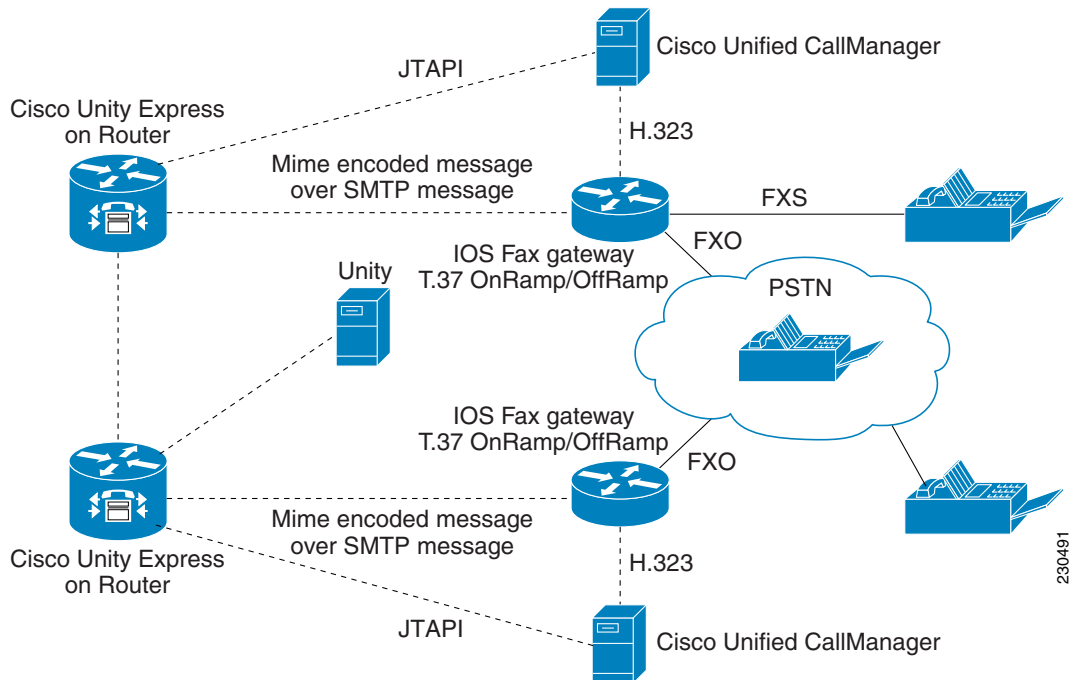 Cisco Unified CallManager
JTAPI
Cisco Unity Express
on Router
H.323
Mime encoded message
over SMTP message
FXS
FXO
IOS Fax gateway
T.37 OnRamp/OffRamp
Unity
PSTN
IOS Fax gateway
T.37 OnRamp/OffRamp
FXO
Mime encoded message
over SMTP message
Cisco Unity Express
on Router
H.323
230491
JTAPI
Cisco Unified CallManager